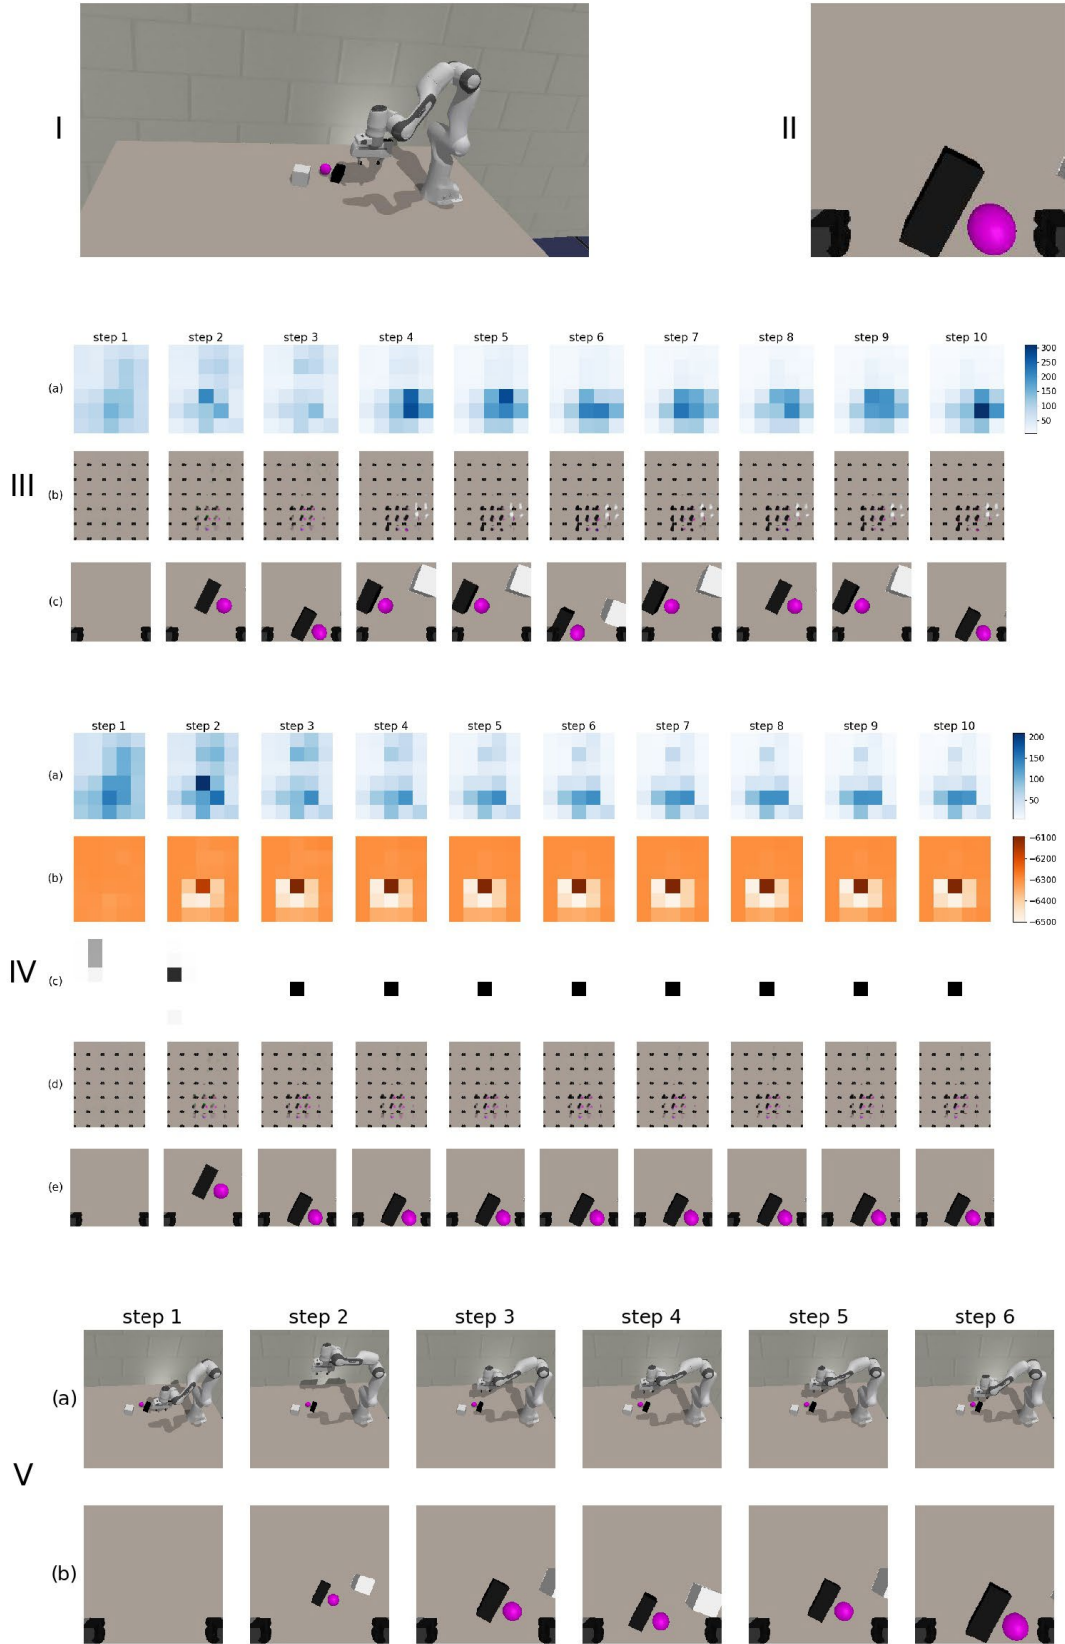 I
II
step 1 step 2 step 3 step 4 step 5 step 6 step 7 step 8 step 9 step 10
(a)
300
250
200
150
100
50
III
(b)
(c)
step 1 step 2 step 3 step 4 step 5 step 6 step 7 step 8 step 9 step 10
(a)
200
150
100
50
(b)
−6100
−6200
−6300
−6400
−6500
IV
(c)
(d)
(e)
step 1 step 2 step 3 step 4 step 5 step 6
(a)
V
(b)